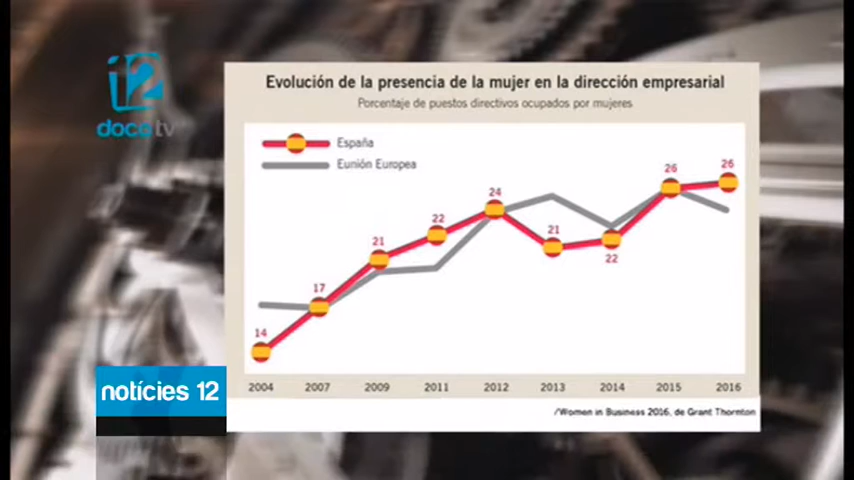 12
doce tv
Evolución de la presencia de la mujer en la dirección empresarial
Porcentaje de puestos directivos ocupados por mujeres
España
Eunión Europea
14
17
21
22
24
21
22
26
26
2004 2007 2009 2011 2012 2013 2014 2015 2016
/Women in Business 2016, de Grant Thornton
notícies 12